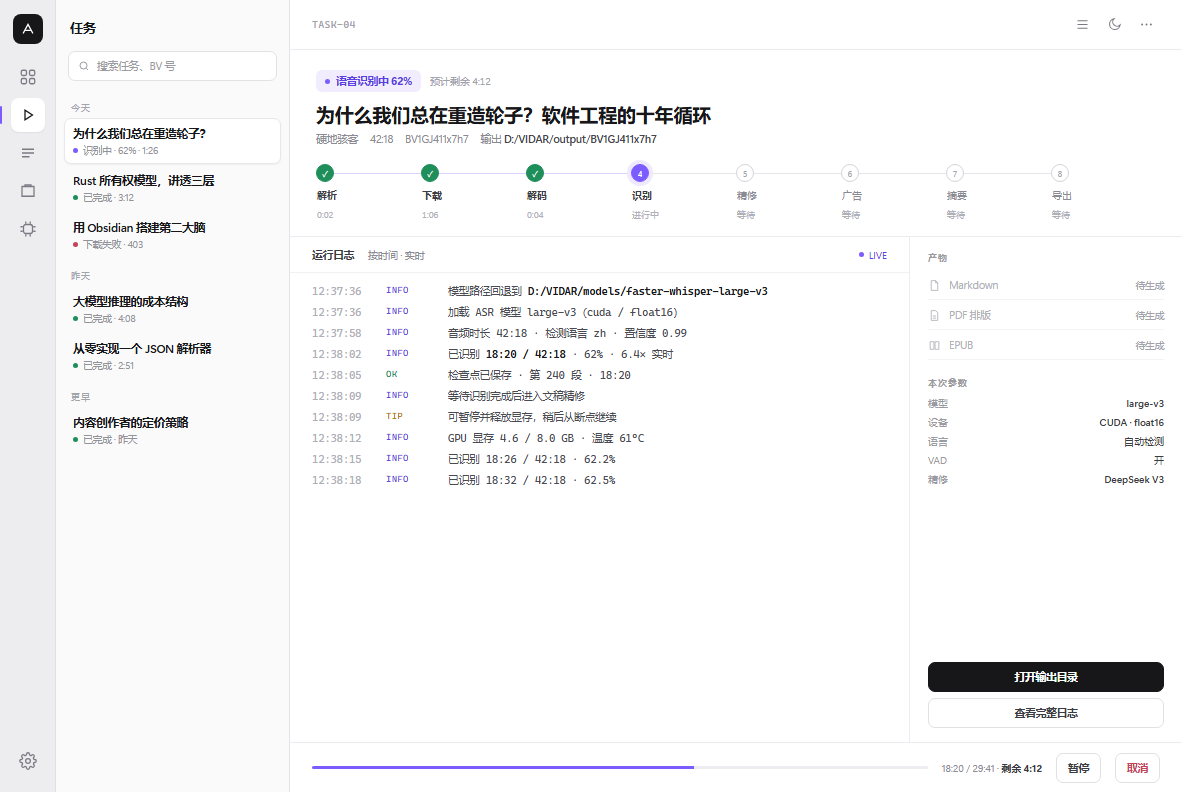 A
任务
搜索任务、BV 号
今天
为什么我们总在重造轮子？
识别中 · 62% · 1:26
Rust 所有权模型，讲透三层
已完成 · 3:12
用 Obsidian 搭建第二大脑
下载失败 · 403
昨天
大模型推理的成本结构
已完成 · 4:08
从零实现一个 JSON 解析器
已完成 · 2:51
更早
内容创作者的定价策略
已完成 · 昨天
TASK-04
语音识别中 62% 预计剩余 4:12
为什么我们总在重造轮子？软件工程的十年循环
硬地骇客 42:18 BV1GJ411x7h7 输出 D:/VIDAR/output/BV1GJ411x7h7
4 5 6 7 8
解析 下载 解码 识别 精修 广告 摘要 导出
0:02 1:06 0:04 进行中 等待 等待 等待 等待
运行日志 按时间 · 实时 LIVE
12:37:36 INFO 模型路径回退到 D:/VIDAR/models/faster-whisper-large-v3
12:37:36 INFO 加载 ASR 模型 large-v3 (cuda / float16)
12:37:58 INFO 音频时长 42:18 · 检测语言 zh · 置信度 0.99
12:38:02 INFO 已识别 18:20 / 42:18 · 62% · 6.4× 实时
12:38:05 OK 检查点已保存 · 第 240 段 · 18:20
12:38:09 INFO 等待识别完成后进入文稿精修
12:38:09 TIP 可暂停并释放显存，稍后从断点继续
12:38:12 INFO GPU 显存 4.6 / 8.0 GB · 温度 61°C
12:38:15 INFO 已识别 18:26 / 42:18 · 62.2%
12:38:18 INFO 已识别 18:32 / 42:18 · 62.5%
产物
Markdown 待生成
PDF 排版 待生成
EPUB 待生成
本次参数
模型 large-v3
设备 CUDA · float16
语言 自动检测
VAD 开
精修 DeepSeek V3
打开输出目录
查看完整日志
18:20 / 29:41 · 剩余 4:12 暂停 取消